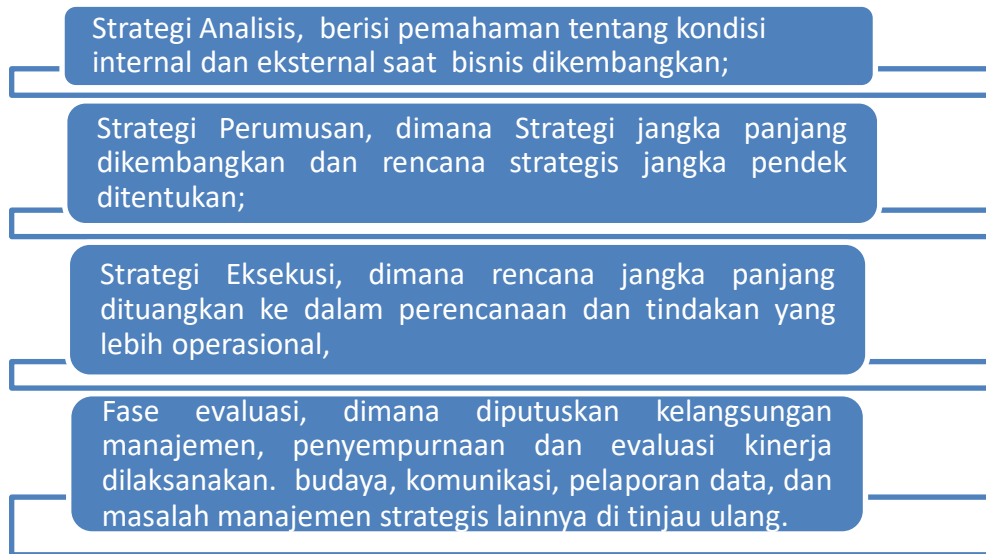 Strategi Analisis, berisi pemahaman tentang kondisi
internal dan eksternal saat bisnis dikembangkan;
Strategi Perumusan, dimana Strategi jangka panjang
dikembangkan dan rencana strategis jangka pendek
ditentukan;
Strategi Eksekusi, dimana rencana jangka panjang
dituangkan ke dalam perencanaan dan tindakan yang
lebih operasional,
Fase evaluasi, dimana diputuskan kelangsungan
manajemen, penyempurnaan dan evaluasi kinerja
dilaksanakan. budaya, komunikasi, pelaporan data, dan
masalah manajemen strategis lainnya di tinjau ulang.